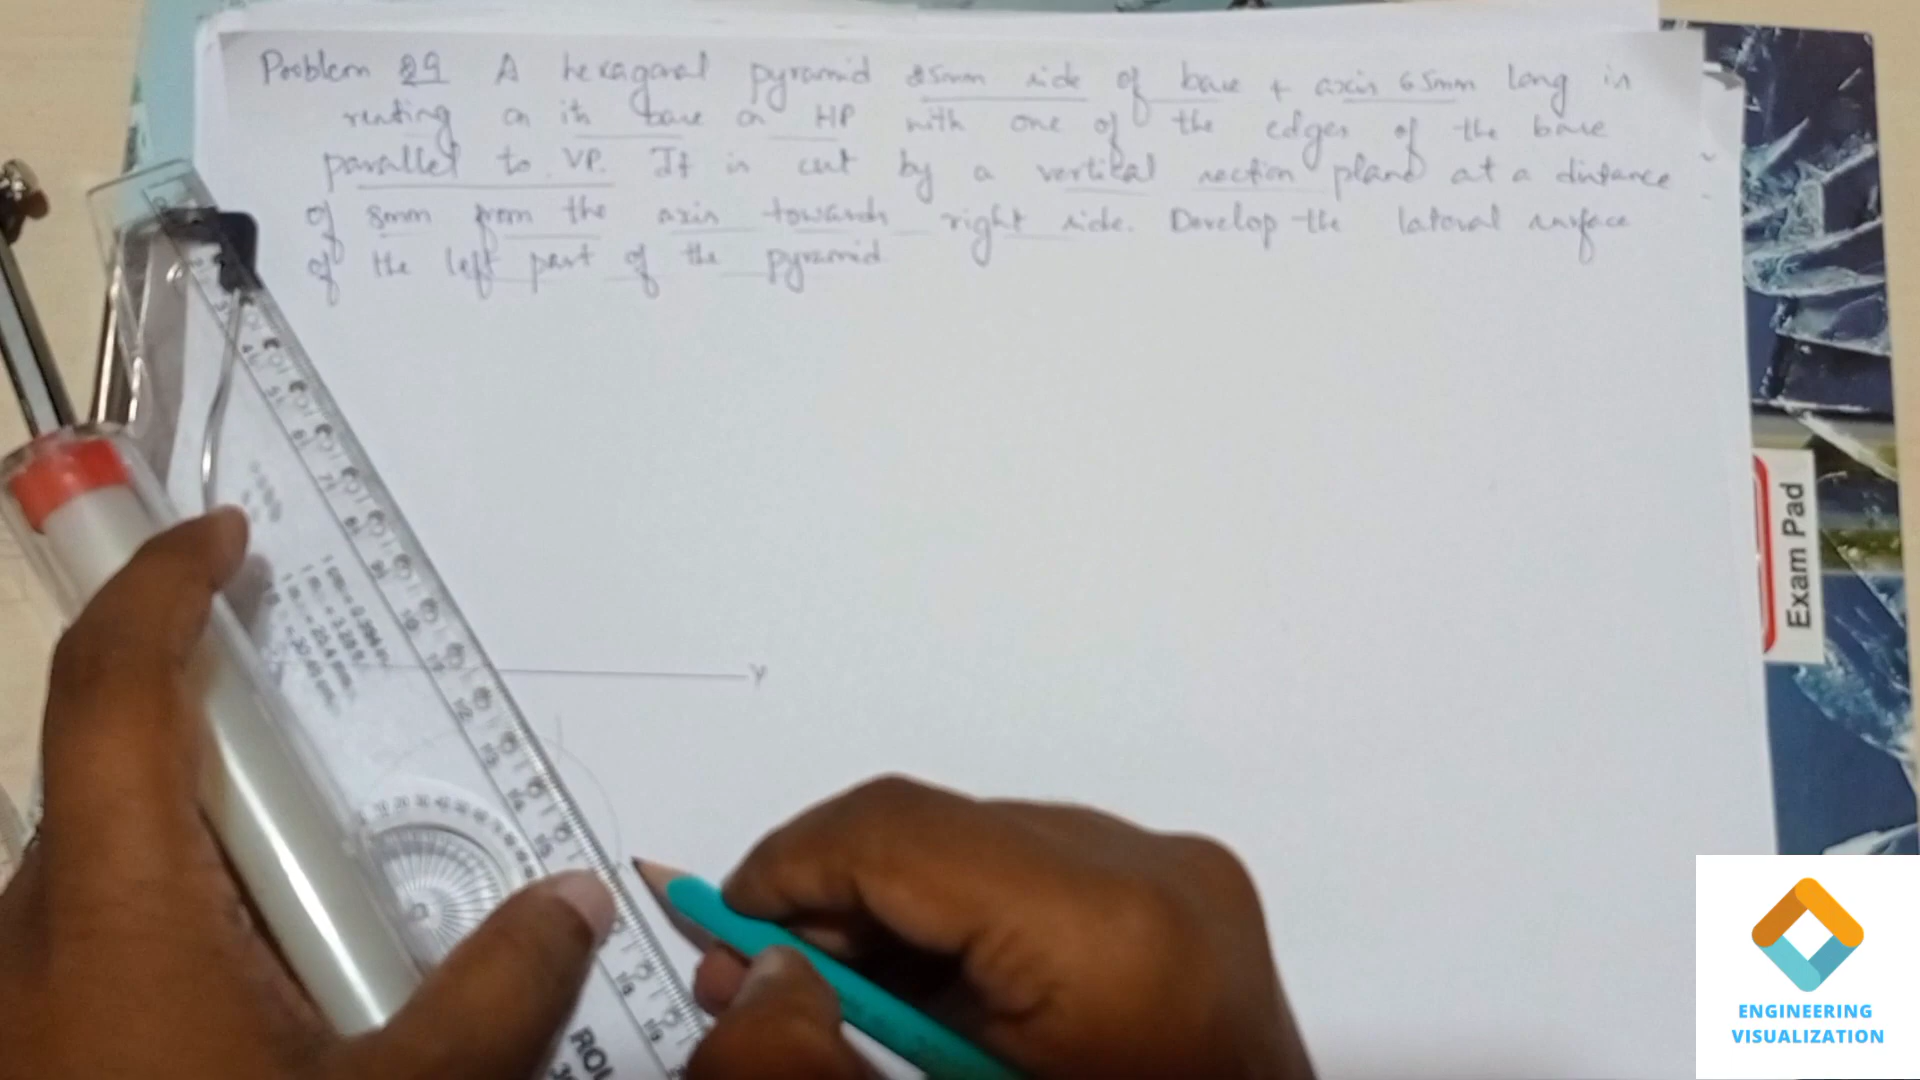 Problem 29 A hexagonal pyramid 25mm side of base + axis 65mm long is
resting on its base on HP with one of the edges of the base
parallel to VP. It is cut by a vertical section plane at a distance
of 8mm from the axis towards right side. Develop the lateral surface
of the left part of the pyramid
Y
Exam Pad
ENGINEERING
VISUALIZATION